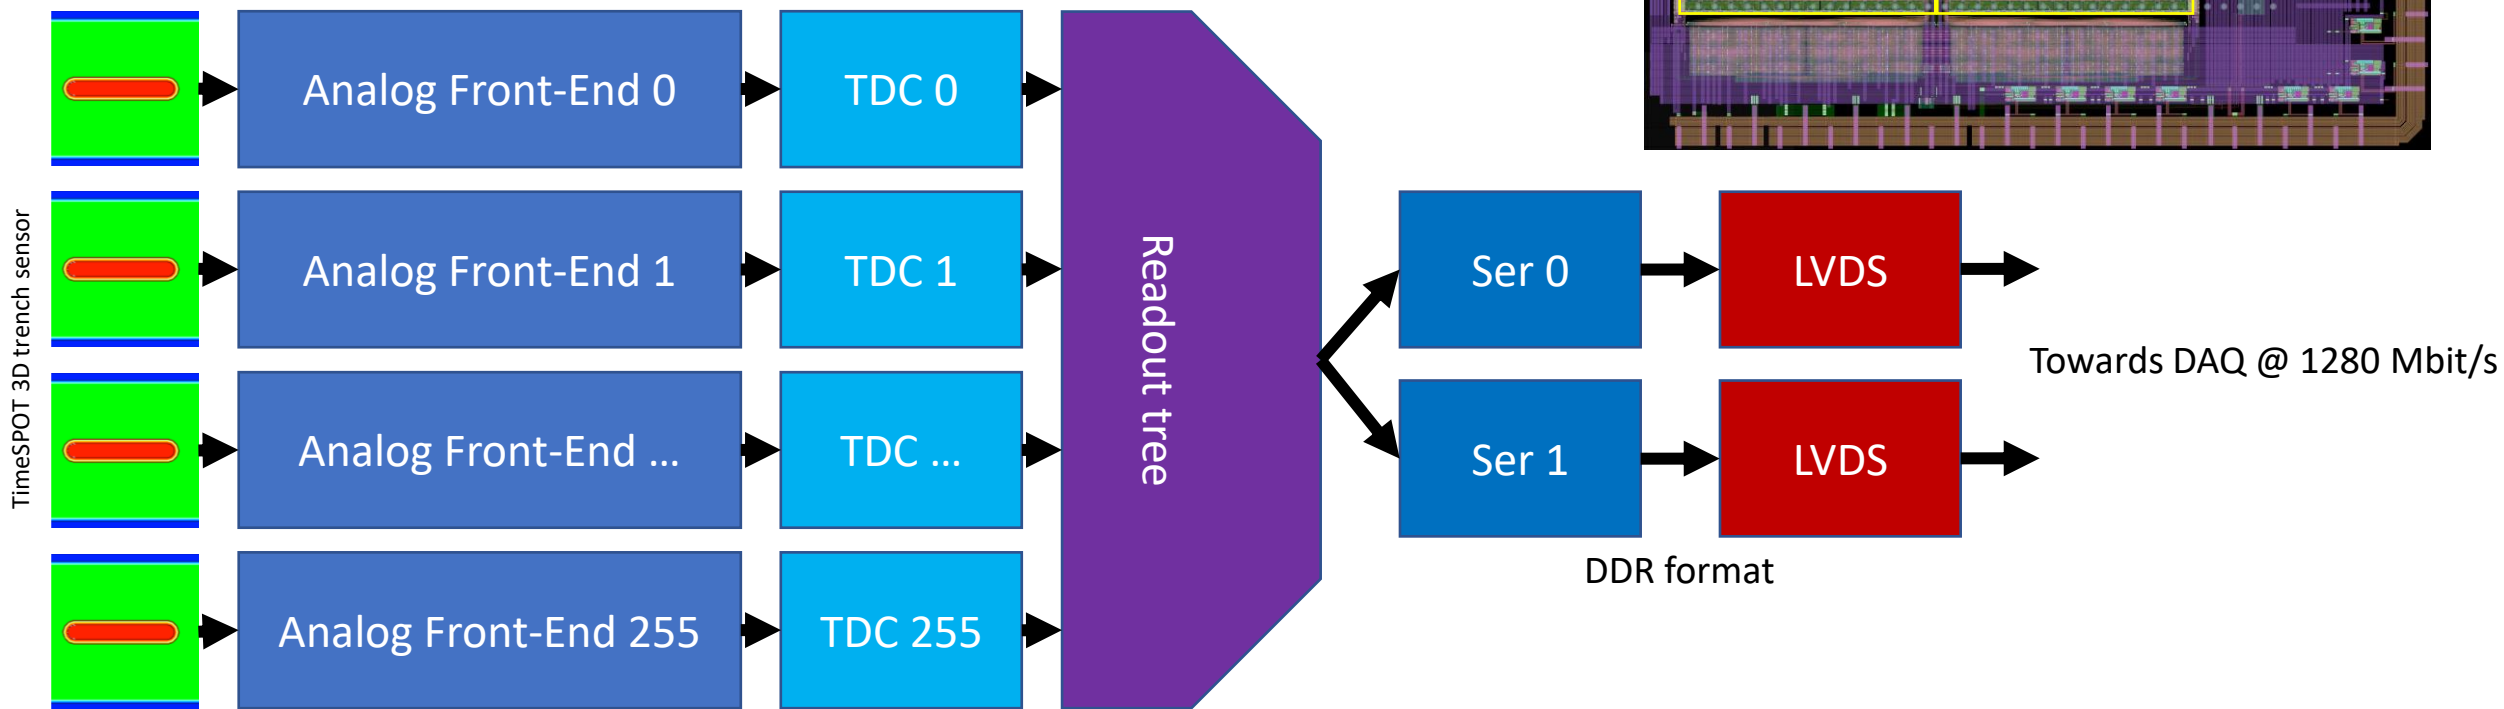 TimeSPOT 3D trench sensor
Analog Front-End 0
TDC 0
Analog Front-End 1
TDC 1
Analog Front-End ...
TDC ...
Analog Front-End 255
TDC 255
Readout tree
Ser 0
LVDS
Ser 1
LVDS
Towards DAQ @ 1280 Mbit/s
DDR format